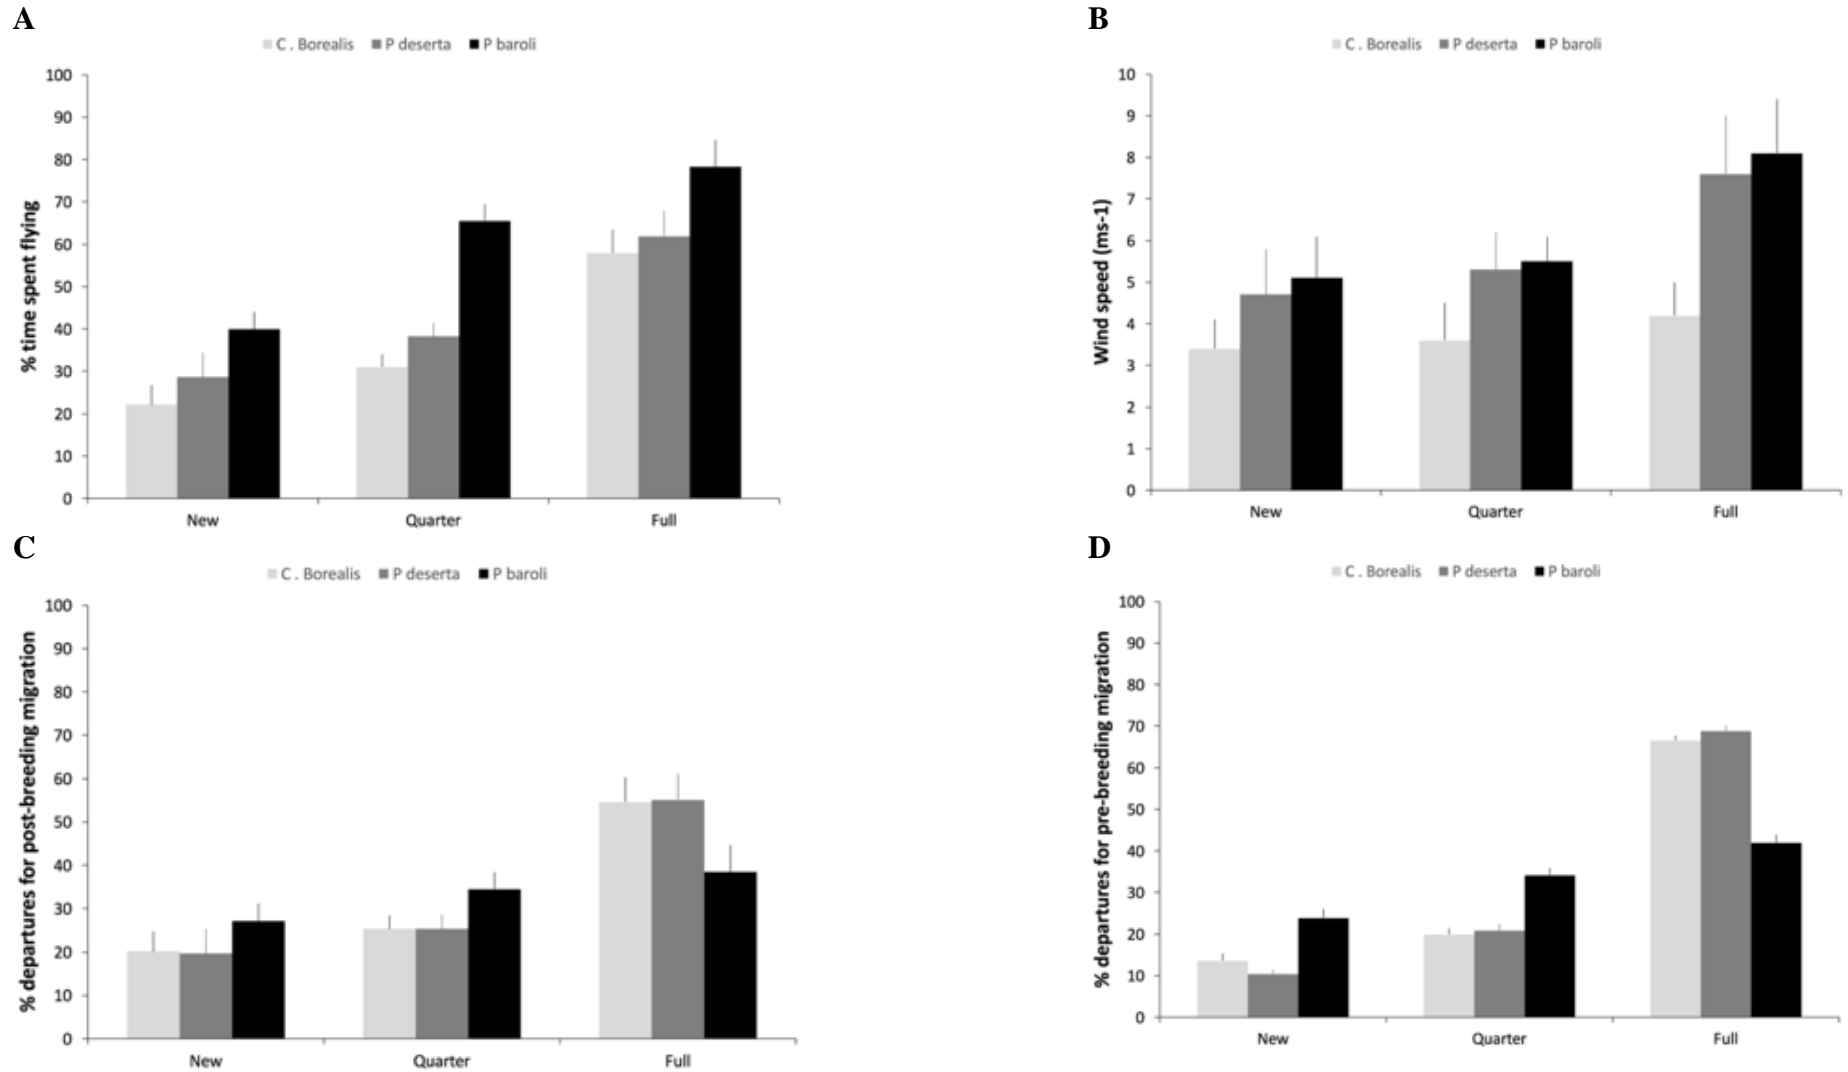 A
C . Borealis P deserta P baroli
% time spent flying
100
90
80
70
60
50
40
30
20
10
0
New Quarter Full
B
C . Borealis P deserta P baroli
Wind speed (ms-1)
10
9
8
7
6
5
4
3
2
1
0
New Quarter Full
C
C . Borealis P deserta P baroli
% departures for post-breeding migration
100
90
80
70
60
50
40
30
20
10
0
New Quarter Full
D
C . Borealis P deserta P baroli
% departures for pre-breeding migration
100
90
80
70
60
50
40
30
20
10
0
New Quarter Full